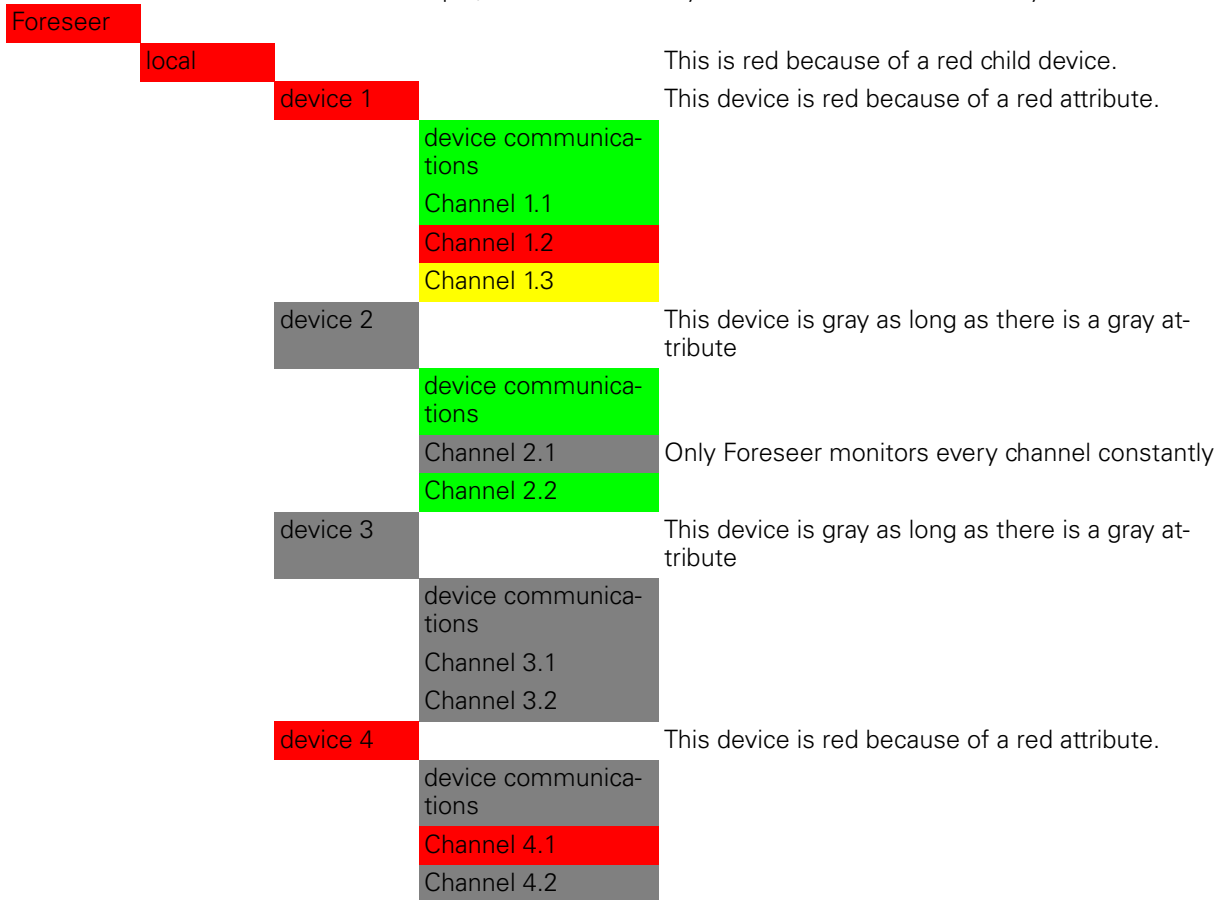 Foreseer
local
This is red because of a red child device.
device 1
This device is red because of a red attribute.
device communica-
tions
Channel 1.1
Channel 1.2
Channel 1.3
device 2
This device is gray as long as there is a gray at-
tribute
device communica-
tions
Channel 2.1
Only Foreseer monitors every channel constantly
Channel 2.2
device 3
This device is gray as long as there is a gray at-
tribute
device communica-
tions
Channel 3.1
Channel 3.2
device 4
This device is red because of a red attribute.
device communica-
tions
Channel 4.1
Channel 4.2